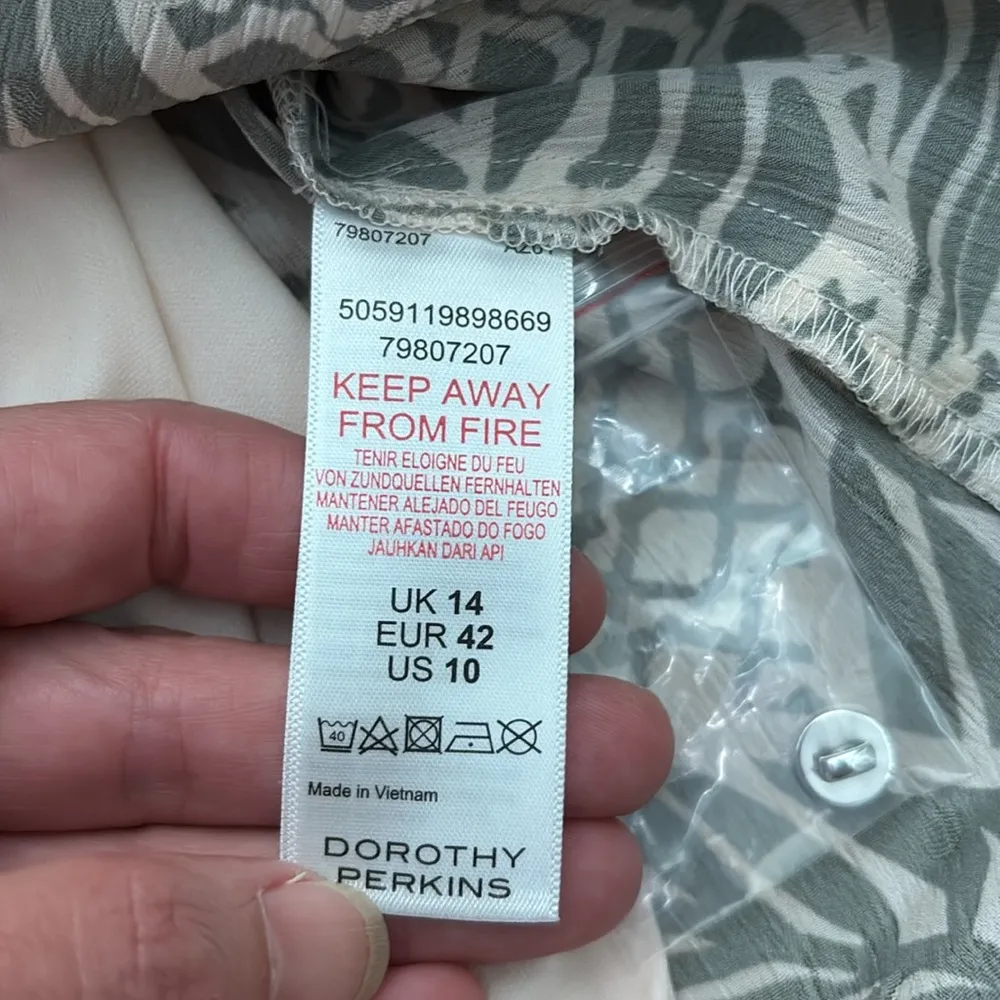 79807207
5059119898669
79807207
KEEP AWAY
FROM FIRE
TENIR ELOIGNE DU FEU
VON ZUNDQUELLEN FERNHALTEN
MANTENER ALEJADO DEL FEUGO
MANTER AFASTADO DO FOGO
JAUHKAN DARI API
UK 14
EUR 42
US 10
40
Made in Vietnam
DOROTHY
PERKINS